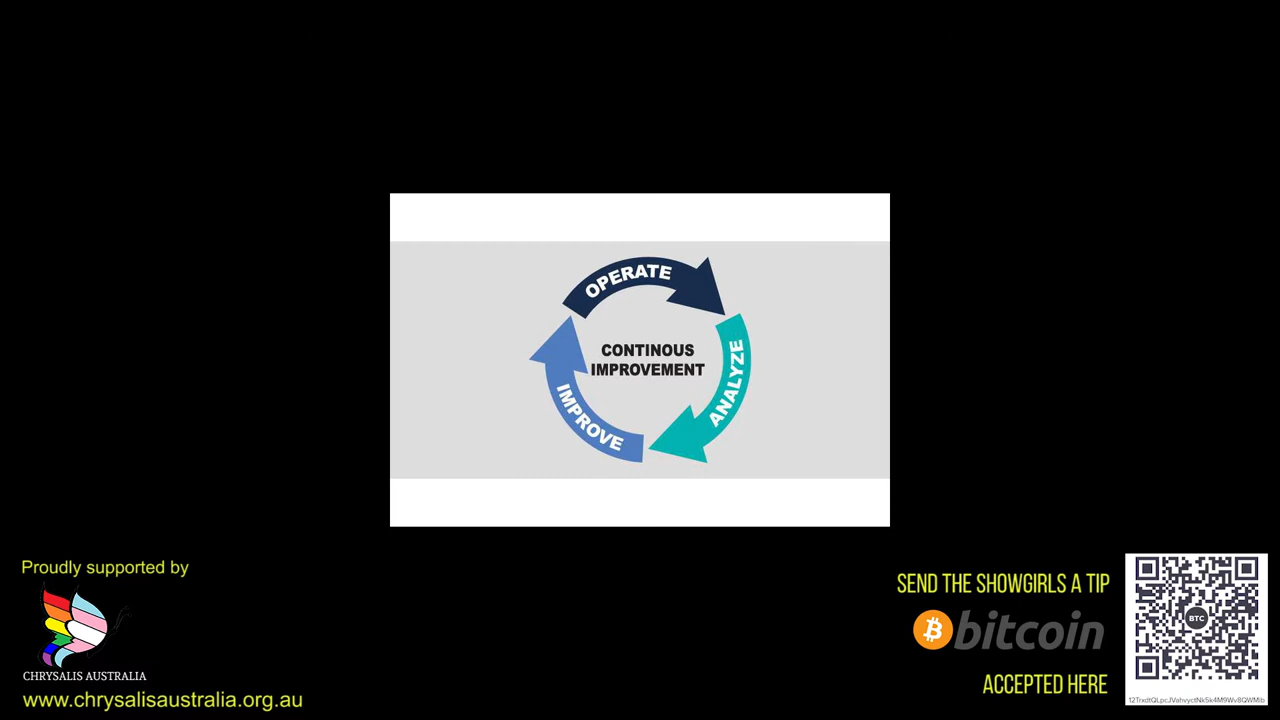 OPERATE
ANALYZE
IMPROVE
CONTINOUS
IMPROVEMENT
Proudly supported by
CHRYSALIS AUSTRALIA
www.chrysalisaustralia.org.au
SEND THE SHOWGIRLS A TIP
bitcoin
ACCEPTED HERE
BTC